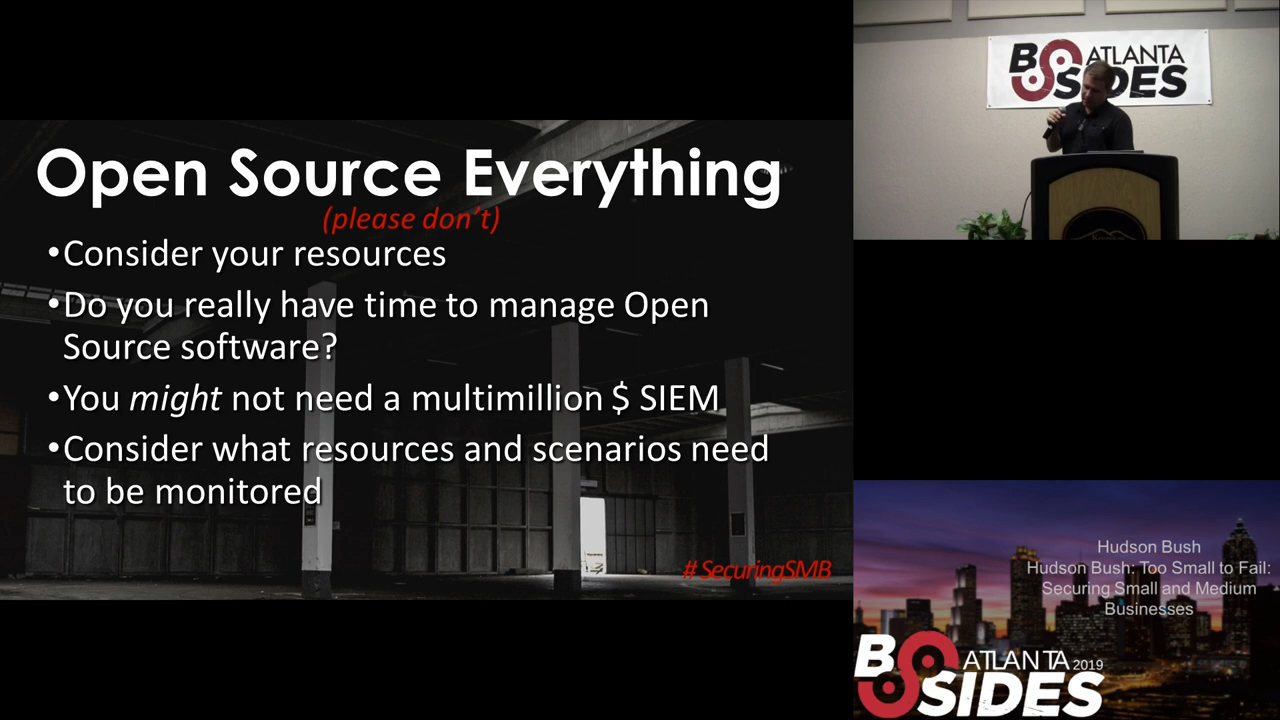 Open Source Everything
(please don't)
•Consider your resources
•Do you really have time to manage Open
Source software?
•You might not need a multimillion $ SIEM
•Consider what resources and scenarios need
to be monitored
#SecuringSMB
BSIDES ATLANTA
Hudson Bush
Hudson Bush: Too Small to Fail:
Securing Small and Medium
Businesses
BSIDES ATLANTA 2019